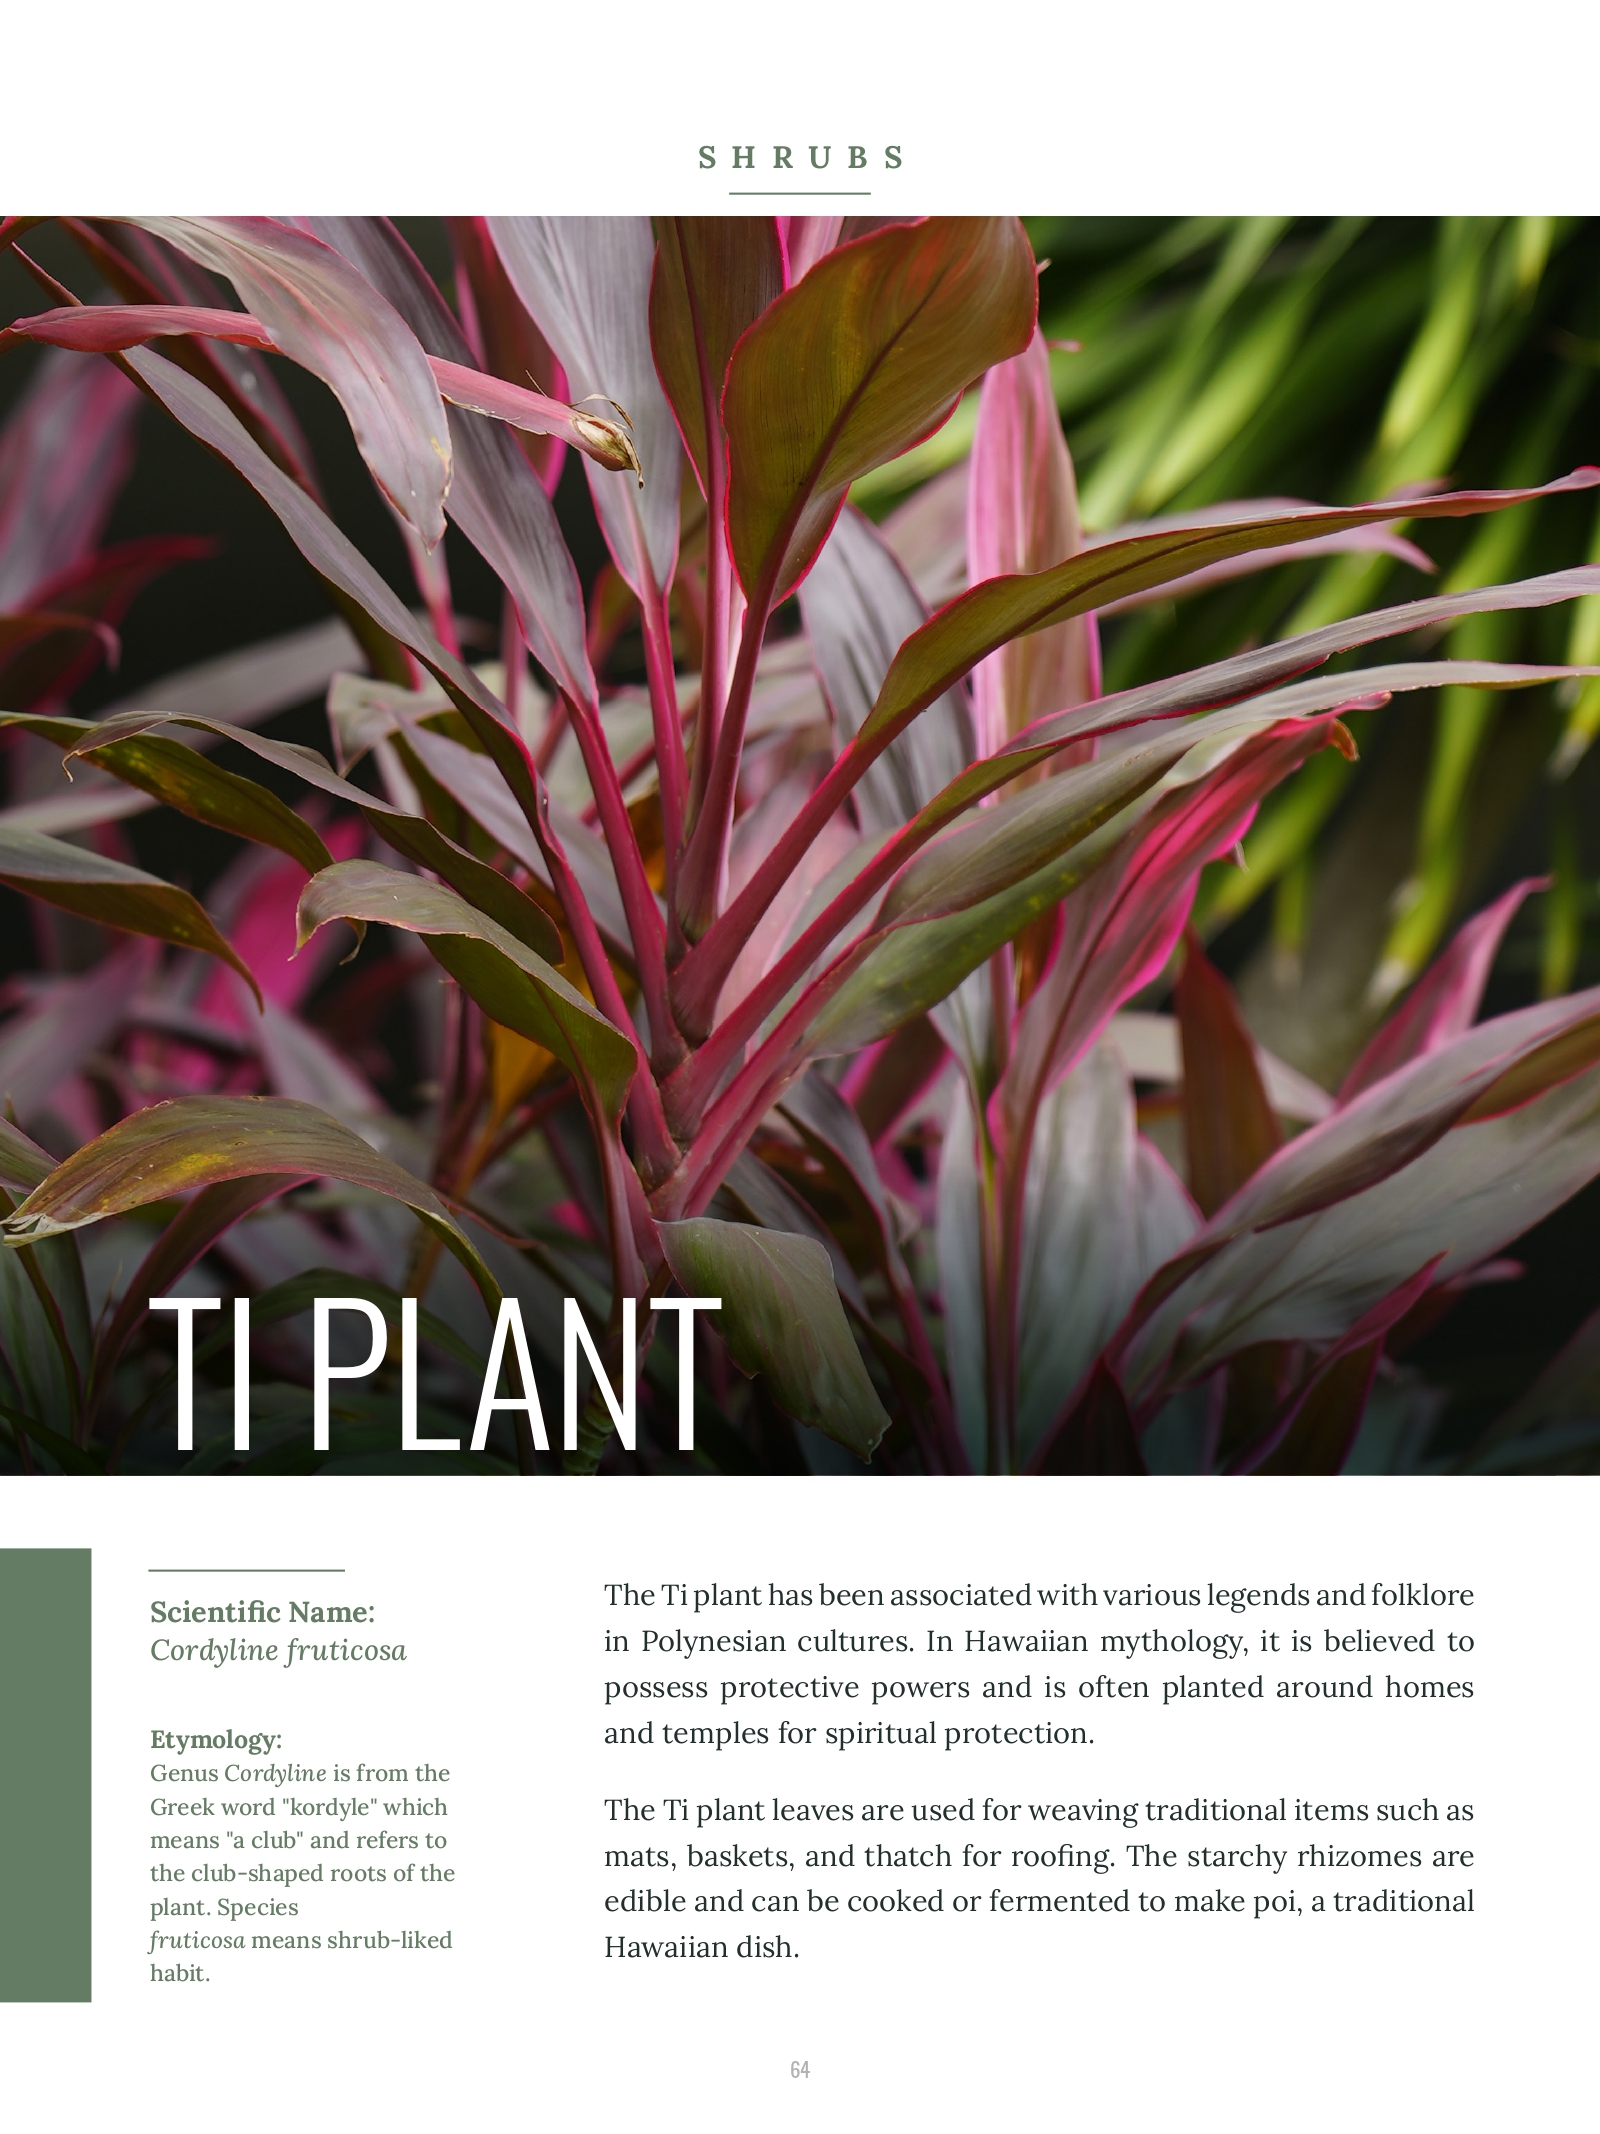 SHRUBS
TI PLANT
Scientific Name:
Cordyline fruticosa
Etymology:
Genus Cordyline is from the
Greek word "kordyle" which
means "a club" and refers to
the club-shaped roots of the
plant. Species
fruticosa means shrub-liked
habit.
The Ti plant has been associated with various legends and folklore
in Polynesian cultures. In Hawaiian mythology, it is believed to
possess protective powers and is often planted around homes
and temples for spiritual protection.
The Ti plant leaves are used for weaving traditional items such as
mats, baskets, and thatch for roofing. The starchy rhizomes are
edible and can be cooked or fermented to make poi, a traditional
Hawaiian dish.
64